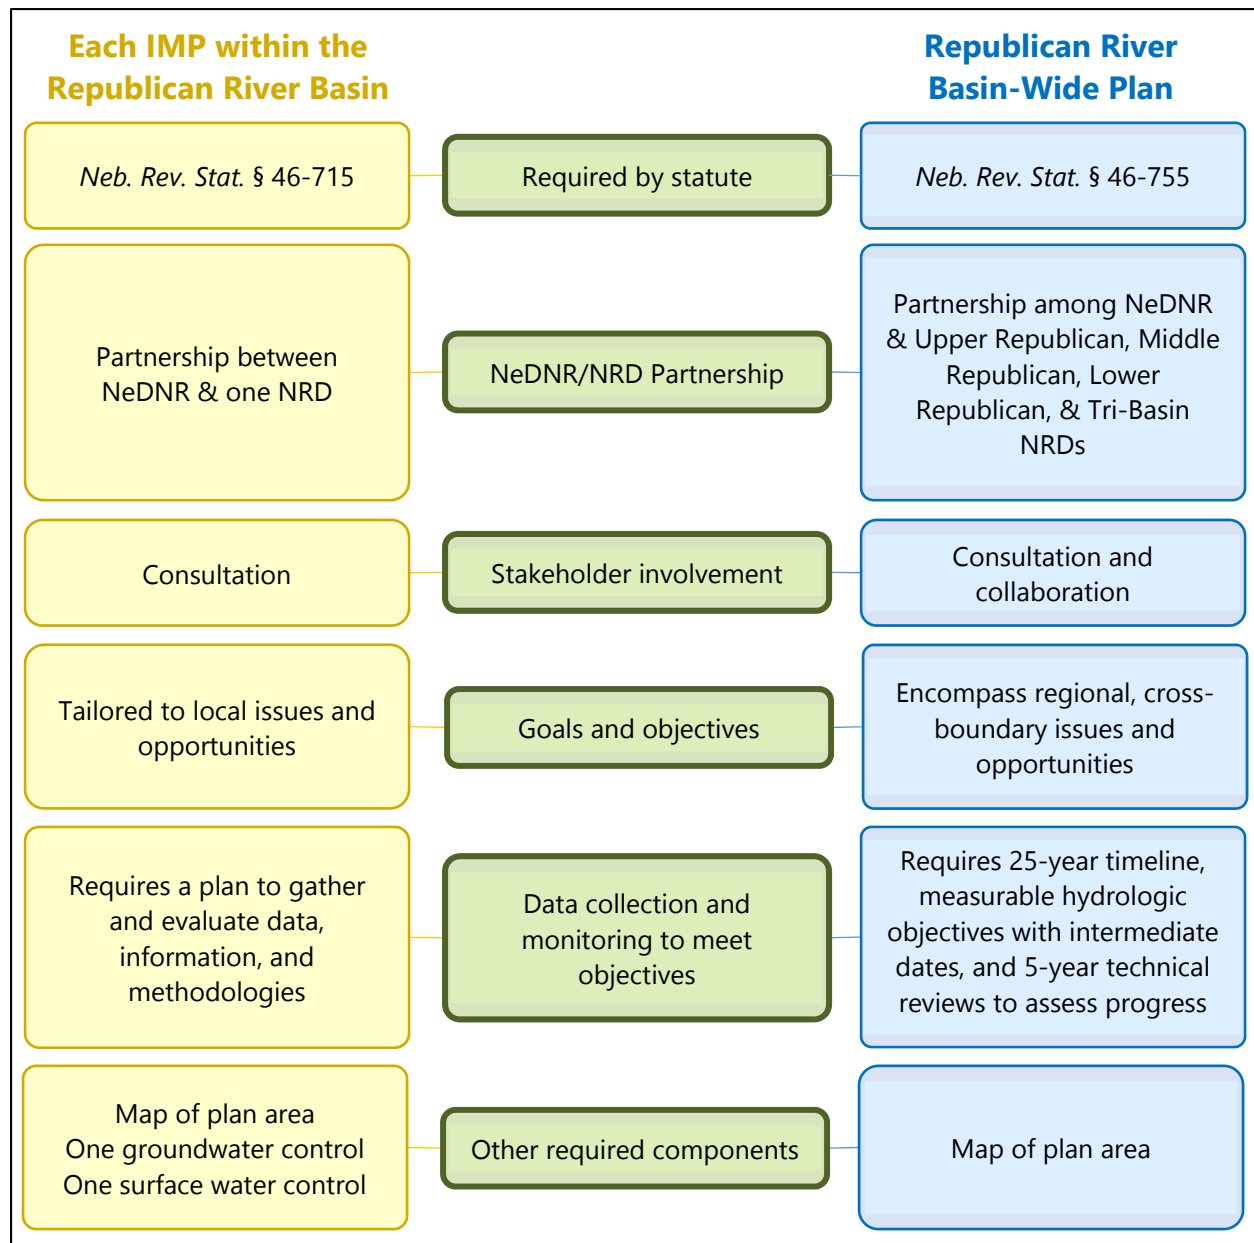 Each IMP within the
Republican River Basin
Republican River
Basin-Wide Plan
Neb. Rev. Stat. § 46-715
Required by statute
Neb. Rev. Stat. § 46-755
Partnership between
NeDNR & one NRD
NeDNR/NRD Partnership
Partnership among NeDNR
& Upper Republican, Middle
Republican, Lower
Republican, & Tri-Basin
NRDs
Consultation
Stakeholder involvement
Consultation and
collaboration
Tailored to local issues and
opportunities
Goals and objectives
Encompass regional, cross-
boundary issues and
opportunities
Requires a plan to gather
and evaluate data,
information, and
methodologies
Data collection and
monitoring to meet
objectives
Requires 25-year timeline,
measurable hydrologic
objectives with intermediate
dates, and 5-year technical
reviews to assess progress
Map of plan area
One groundwater control
One surface water control
Other required components
Map of plan area